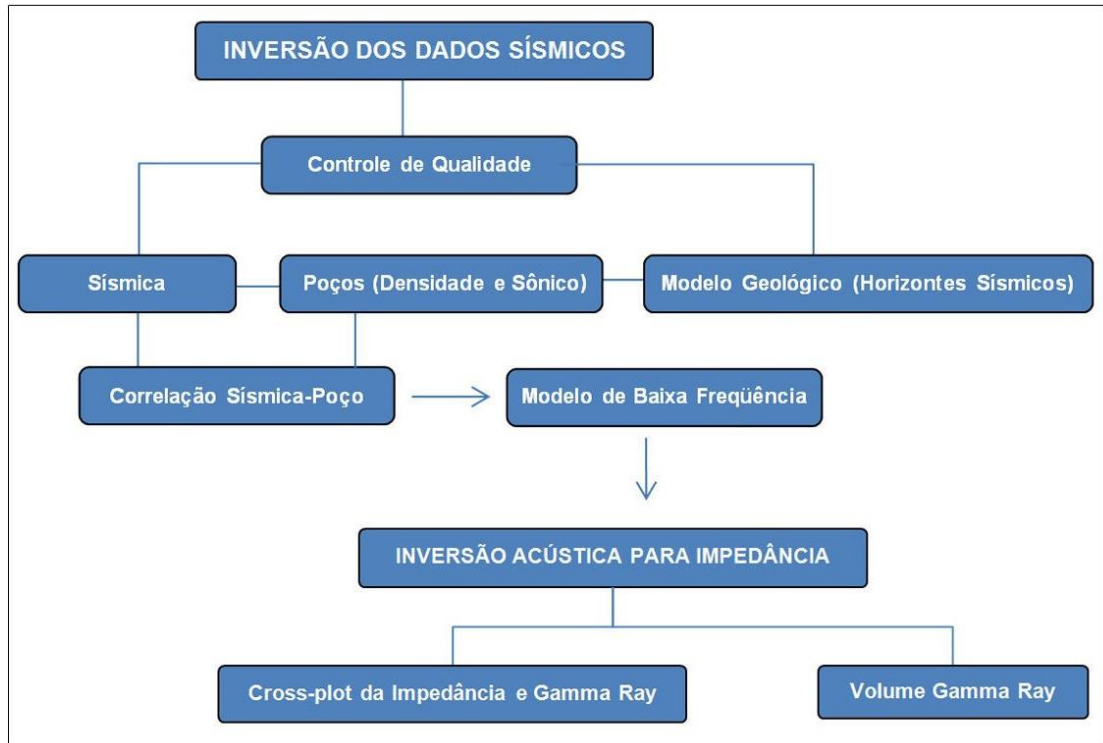 INVERSÃO DOS DADOS SÍSMICOS
Controle de Qualidade
Sísmica
Poços (Densidade e Sônico)
Modelo Geológico (Horizontes Sísmicos)
Correlação Sísmica-Poço
Modelo de Baixa Freqüência
INVERSÃO ACÚSTICA PARA IMPEDÂNCIA
Cross-plot da Impedância e Gamma Ray
Volume Gamma Ray